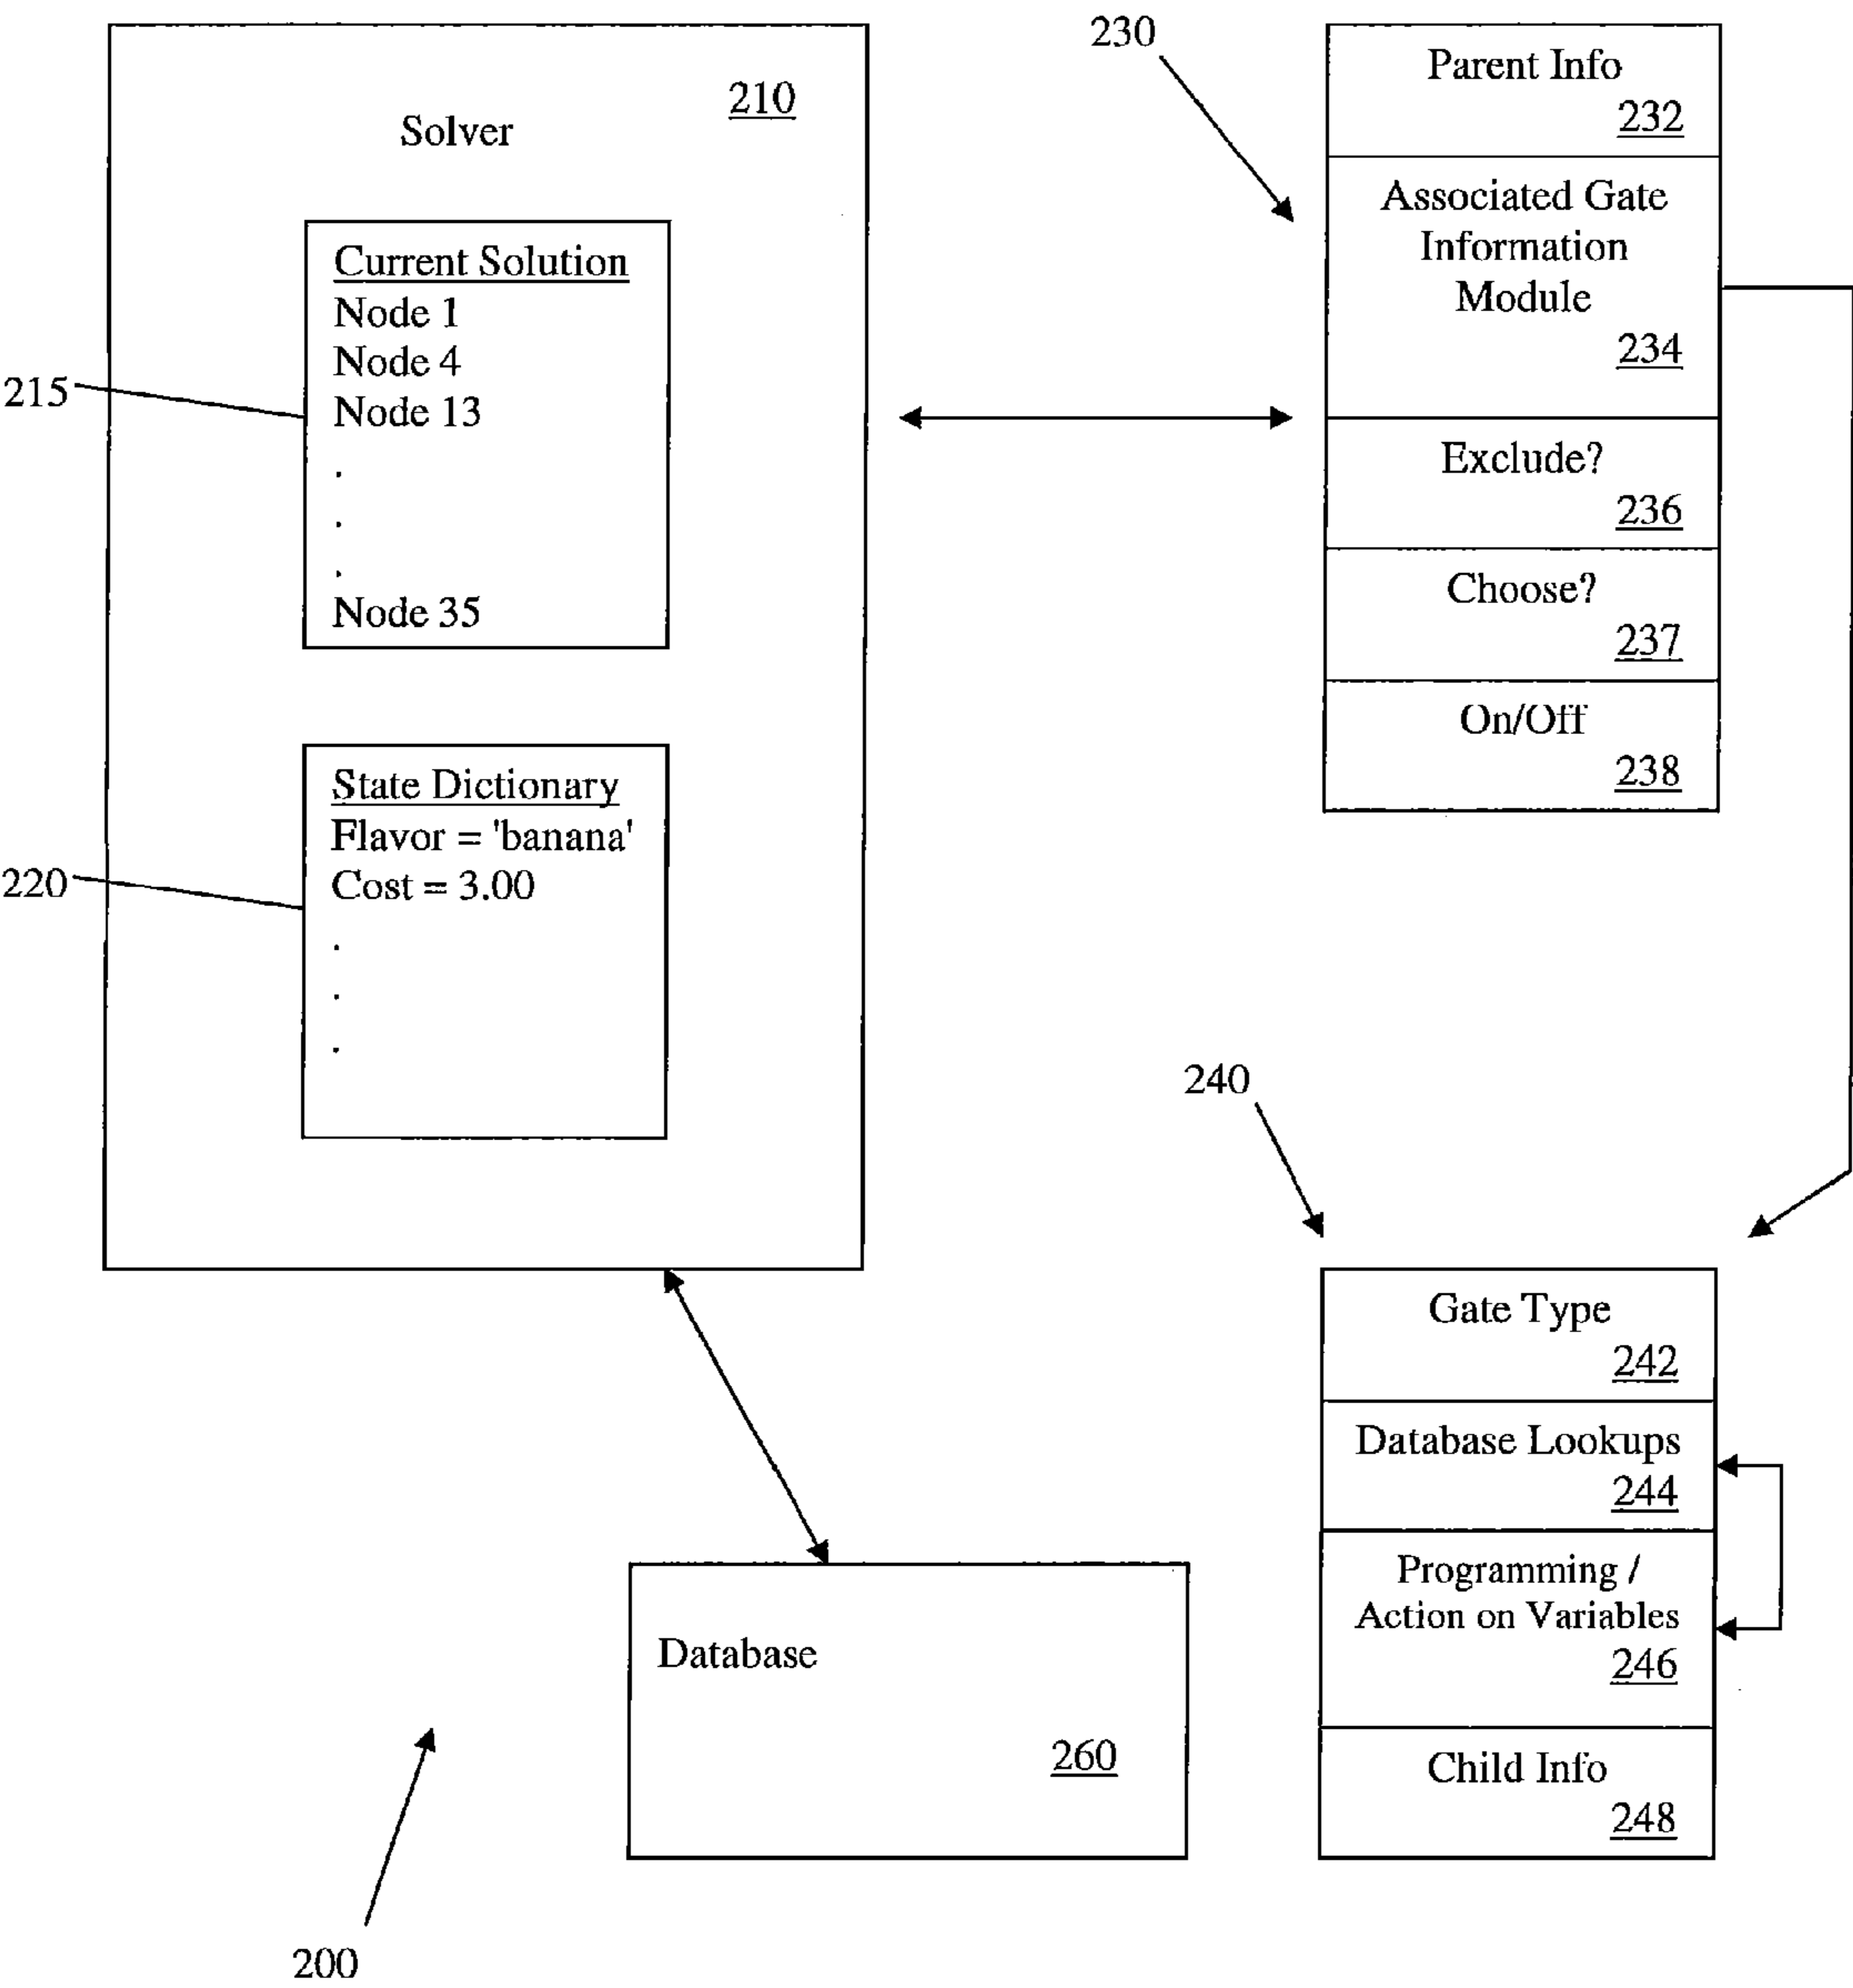 210
Solver
Current Solution
Node 1
Node 4
Node 13
.
.
.
Node 35
215
State Dictionary
Flavor = 'banana'
Cost = 3.00
.
.
.
220
230
Parent Info
232
Associated Gate
Information
Module
234
Exclude?
236
Choose?
237
On/Off
238
240
Gate Type
242
Database Lookups
244
Programming /
Action on Variables
246
Child Info
248
Database
260
200